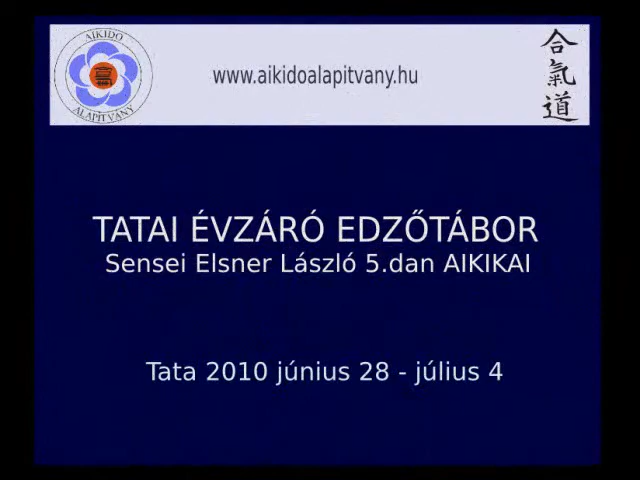 AIKIDO
ALAPÍTVÁNY
www.aikidoalapitvany.hu
合
氣
道
TATAI ÉVZÁRÓ EDZŐTÁBOR
Sensei Elsner László 5.dan AIKIKAI
Tata 2010 június 28 - július 4